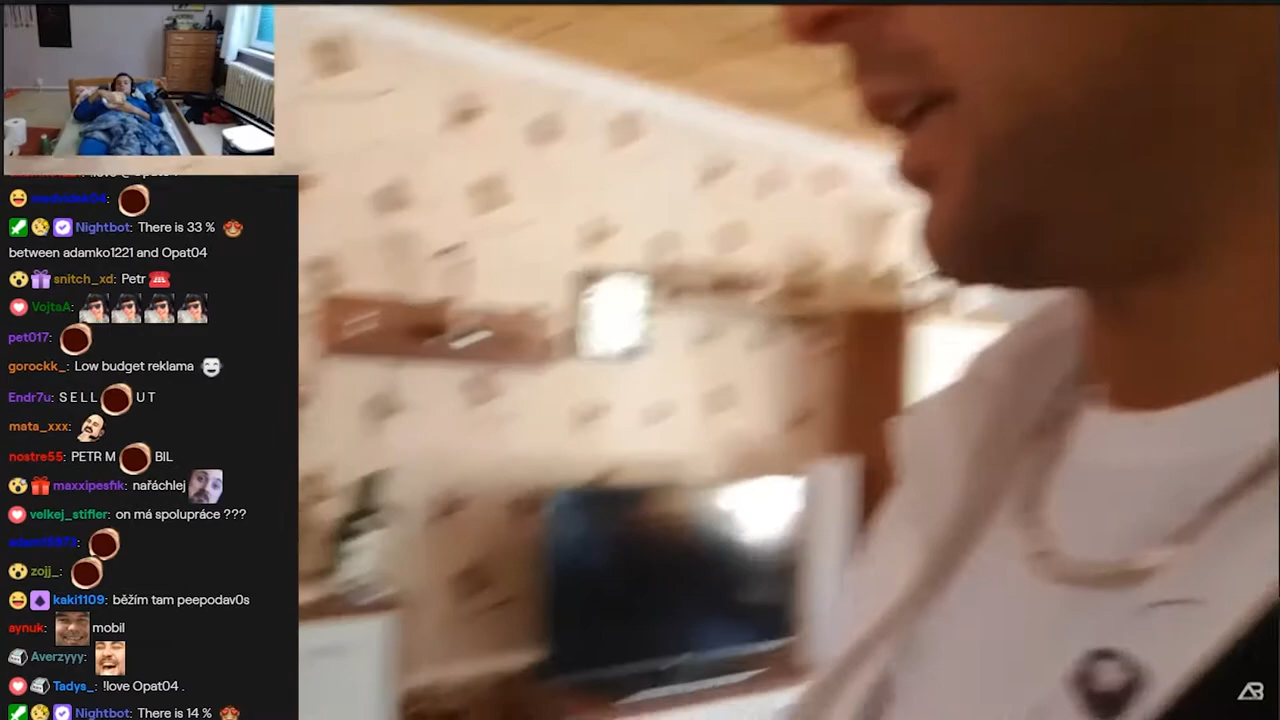 Nightbot: There is 33 %
between adamko1221 and Opat04
snitch_xd: Petr
VojtaA:
pet017:
gorockk_: Low budget reklama
Endr7u: S E L L U T
mata_xxx:
nostre55: PETR M BIL
maxxipesfik: nařáchlej
velkej_stifler: on má spolupráce ???
zojj_:
kaki1109: běžím tam peepodav0s
aynuk: mobil
Averzyyy:
Tadys_: !love Opat04 .
Nightbot: There is 14 %